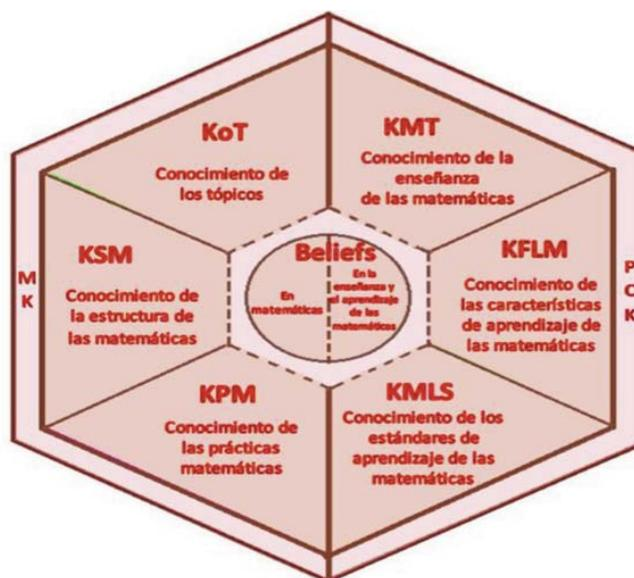 KoT
Conocimiento de
los tópicos
KMT
Conocimiento de la
enseñanza
de las matemáticas
MK
KSM
Conocimiento de
la estructura de
las matemáticas
Beliefs
En
matemáticas
En la
enseñanza y
el aprendizaje
de las
matemáticas
KFLM
Conocimiento de
las características
de aprendizaje de
las matemáticas
PCK
KPM
Conocimiento de
las prácticas
matemáticas
KMLS
Conocimiento de los
estándares de
aprendizaje de las
matemáticas